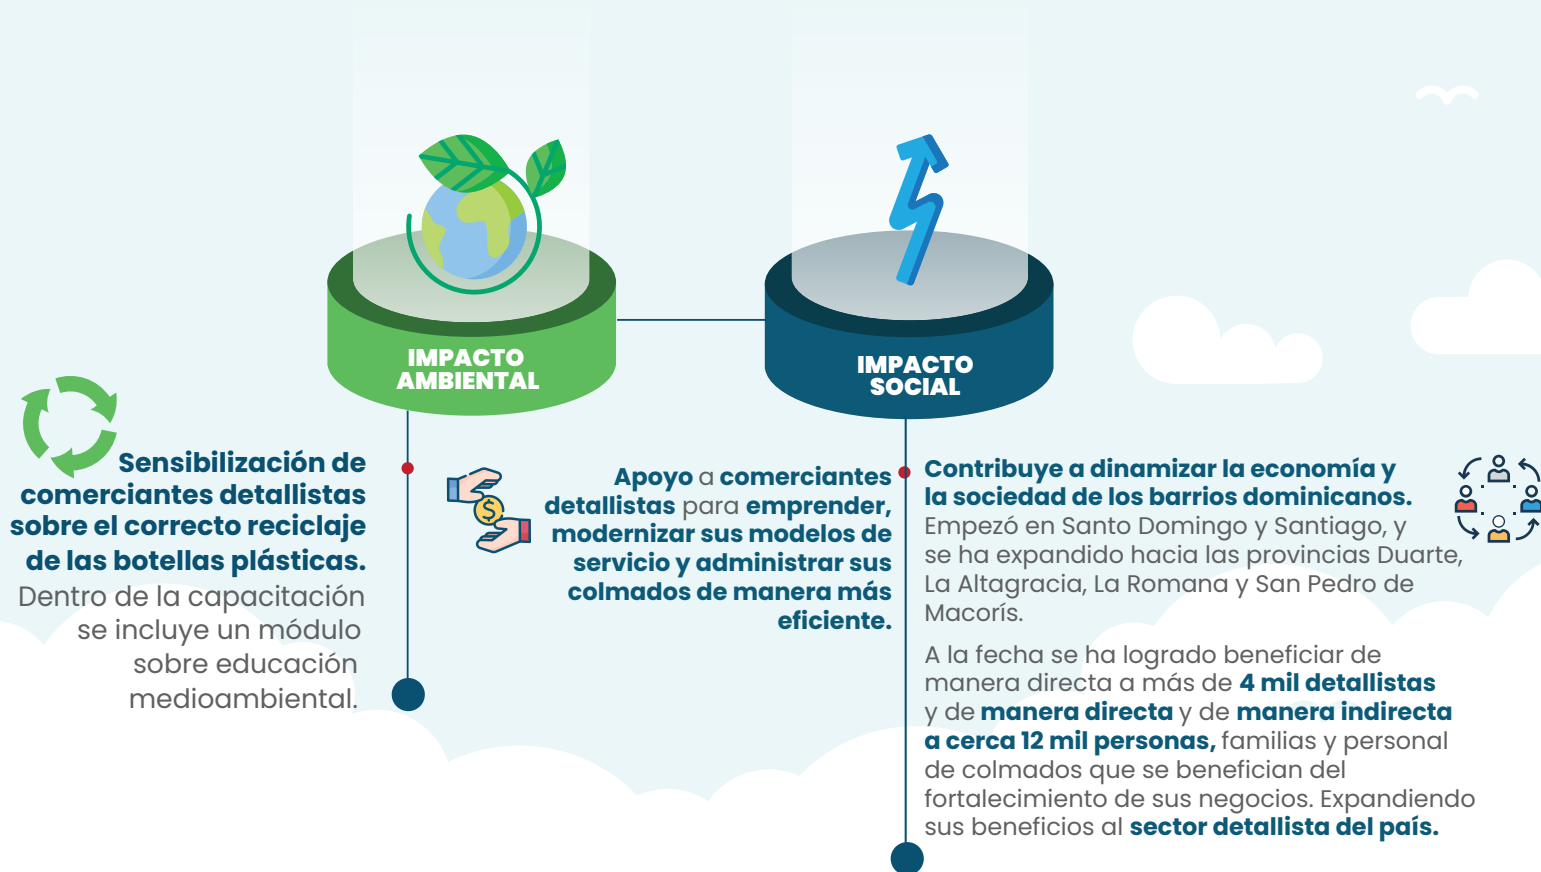 IMPACTO
AMBIENTAL
Sensibilización de
comerciantes detallistas
sobre el correcto reciclaje
de las botellas plásticas.
Dentro de la capacitación
se incluye un módulo
sobre educación
medioambiental.
IMPACTO
SOCIAL
Apoyo a comerciantes
detallistas para emprender,
modernizar sus modelos de
servicio y administrar sus
colmados de manera más
eficiente.
Contribuye a dinamizar la economía y
la sociedad de los barrios dominicanos.
Empezó en Santo Domingo y Santiago, y
se ha expandido hacia las provincias Duarte,
La Altagracia, La Romana y San Pedro de
Macorís.
A la fecha se ha logrado beneficiar de
manera directa a más de 4 mil detallistas
y de manera directa y de manera indirecta
a cerca 12 mil personas, familias y personal
de colmados que se benefician del
fortalecimiento de sus negocios. Expandiendo
sus beneficios al sector detallista del país.